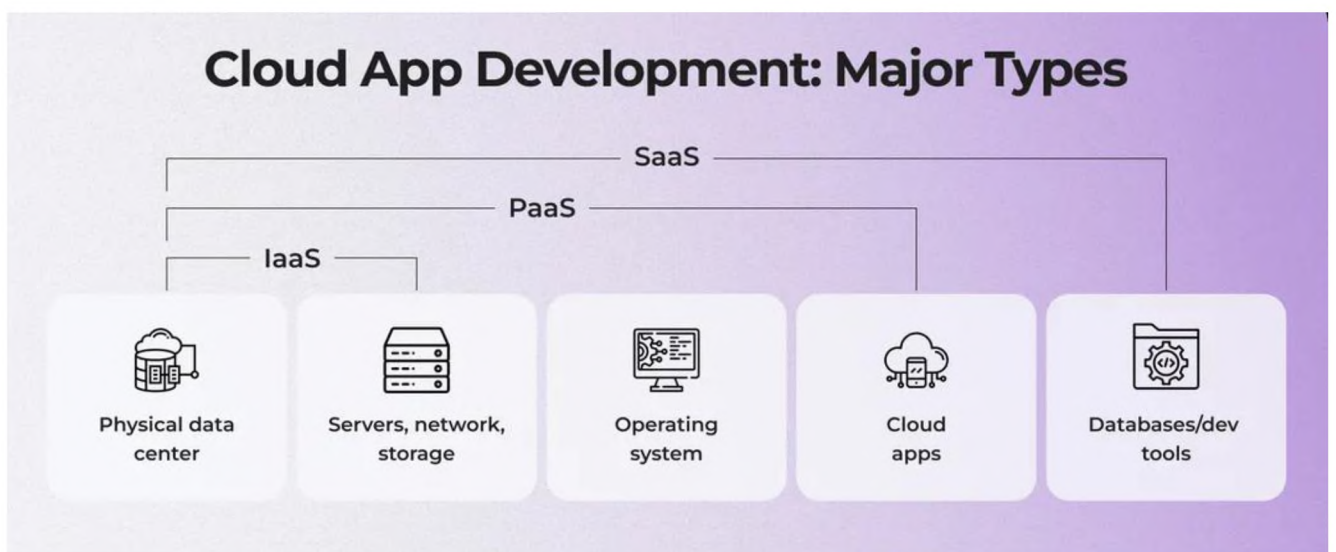 Cloud App Development: Major Types
SaaS
PaaS
IaaS
Physical data
center
Servers, network,
storage
Operating
system
Cloud
apps
Databases/dev
tools